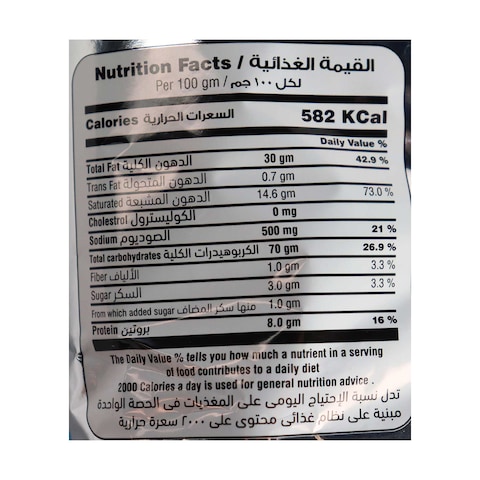 Nutrition Facts / القيمة الغذائية
Per 100 gm / لكل ١٠٠ جم
Calories السعرات الحرارية 582 KCal
Daily Value %
Total Fat الدهون الكلية 30 gm 42.9 %
Trans Fat الدهون المتحولة 0.7 gm
Saturated الدهون المشبعة 14.6 gm 73.0 %
Cholestrol الكوليسترول 0 mg
Sodium الصوديوم 500 mg 21 %
Total carbohydrates الكربوهيدرات الكلية 70 gm 26.9 %
Fiber الألياف 1.0 gm 3.3 %
Sugar السكر 3.0 gm 3.3 %
From which added sugar منها سكر المضاف 1.0 gm
Protein بروتين 8.0 gm 16 %
The Daily Value % tells you how much a nutrient in a serving
of food contributes to a daily diet
2000 Calories a day is used for general nutrition advice .
تدل نسبة الإحتياج اليومى على المغذيات فى الحصة الواحدة
مبنية على نظام غذائى محتوى على ٢٠٠٠ سعرة حرارية